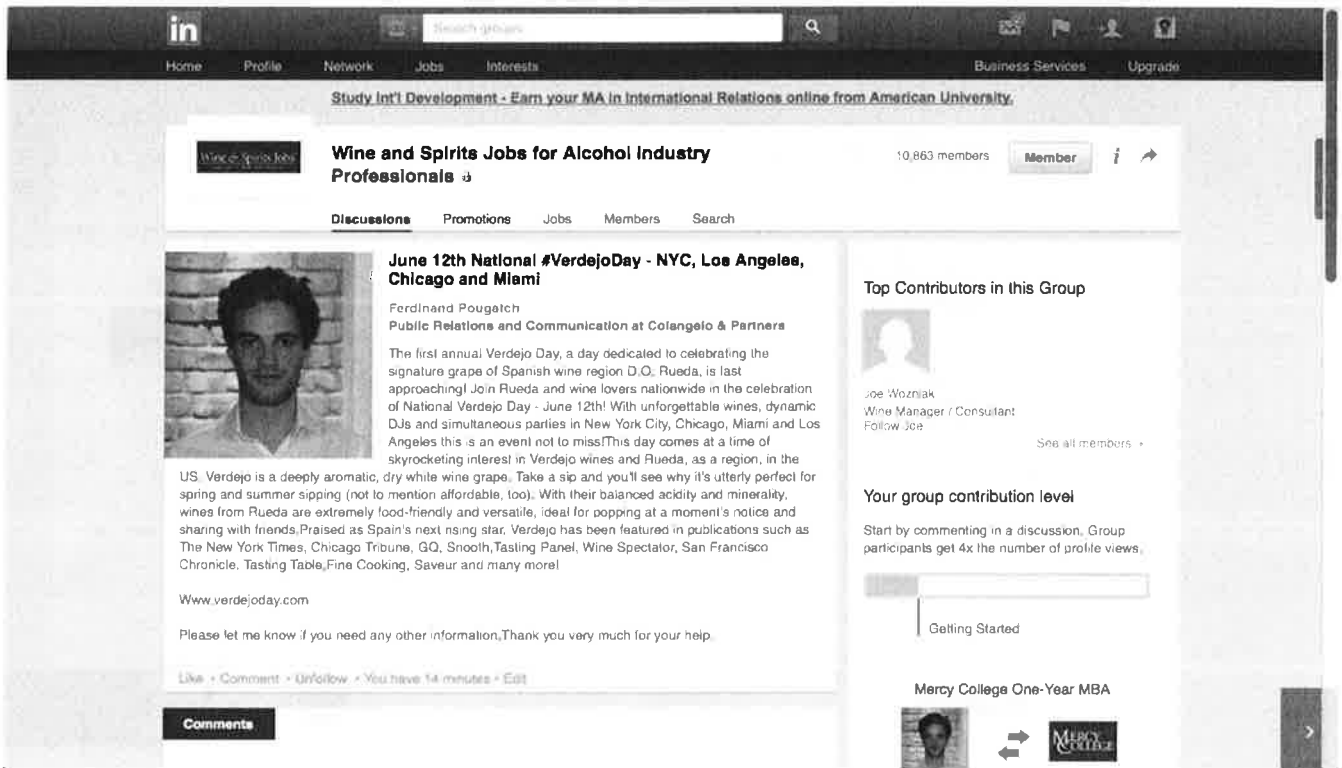 in
Search groups
Home Profile Network Jobs Interests Business Services Upgrade
Study Int'l Development - Earn your MA in International Relations online from American University.
Wine & Spirits Jobs
Wine and Spirits Jobs for Alcohol Industry
Professionals
10,863 members
Member
i
Discussions Promotions Jobs Members Search
June 12th National #VerdejoDay - NYC, Los Angeles,
Chicago and Miami
Ferdinand Pougatch
Public Relations and Communication at Colangelo & Partners
The first annual Verdejo Day, a day dedicated to celebrating the
signature grape of Spanish wine region D.O. Rueda, is last
approaching! Join Rueda and wine lovers nationwide in the celebration
of National Verdejo Day - June 12th! With unforgettable wines, dynamic
DJs and simultaneous parties in New York City, Chicago, Miami and Los
Angeles this is an event not to miss!This day comes at a time of
skyrocketing interest in Verdejo wines and Rueda, as a region, in the
US. Verdejo is a deeply aromatic, dry white wine grape. Take a sip and you'll see why it's utterly perfect for
spring and summer sipping (not to mention affordable, too). With their balanced acidity and minerality,
wines from Rueda are extremely food-friendly and versatile, ideal for popping at a moment's notice and
sharing with friends.Praised as Spain's next rising star, Verdejo has been featured in publications such as
The New York Times, Chicago Tribune, GQ, Snooth,Tasting Panel, Wine Spectator, San Francisco
Chronicle, Tasting Table,Fine Cooking, Saveur and many more!
Www.verdejoday.com
Please let me know if you need any other information.Thank you very much for your help.
Like • Comment • Unfollow • You have 14 minutes • Edit
Comments
Top Contributors in this Group
Joe Wozniak
Wine Manager / Consultant
Follow Joe
See all members
Your group contribution level
Start by commenting in a discussion. Group
participants get 4x the number of profile views.
Getting Started
Mercy College One-Year MBA
MERCY
COLLEGE